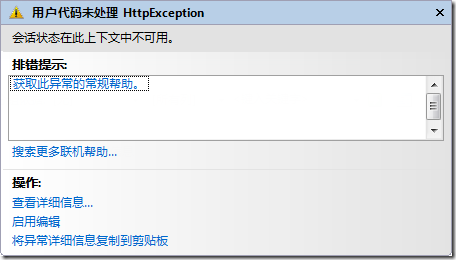 用户代码未处理 HttpException
会话状态在此上下文中不可用。
排错提示:
获取此异常的常规帮助。
搜索更多联机帮助...
操作:
查看详细信息...
启用编辑
将异常详细信息复制到剪贴板